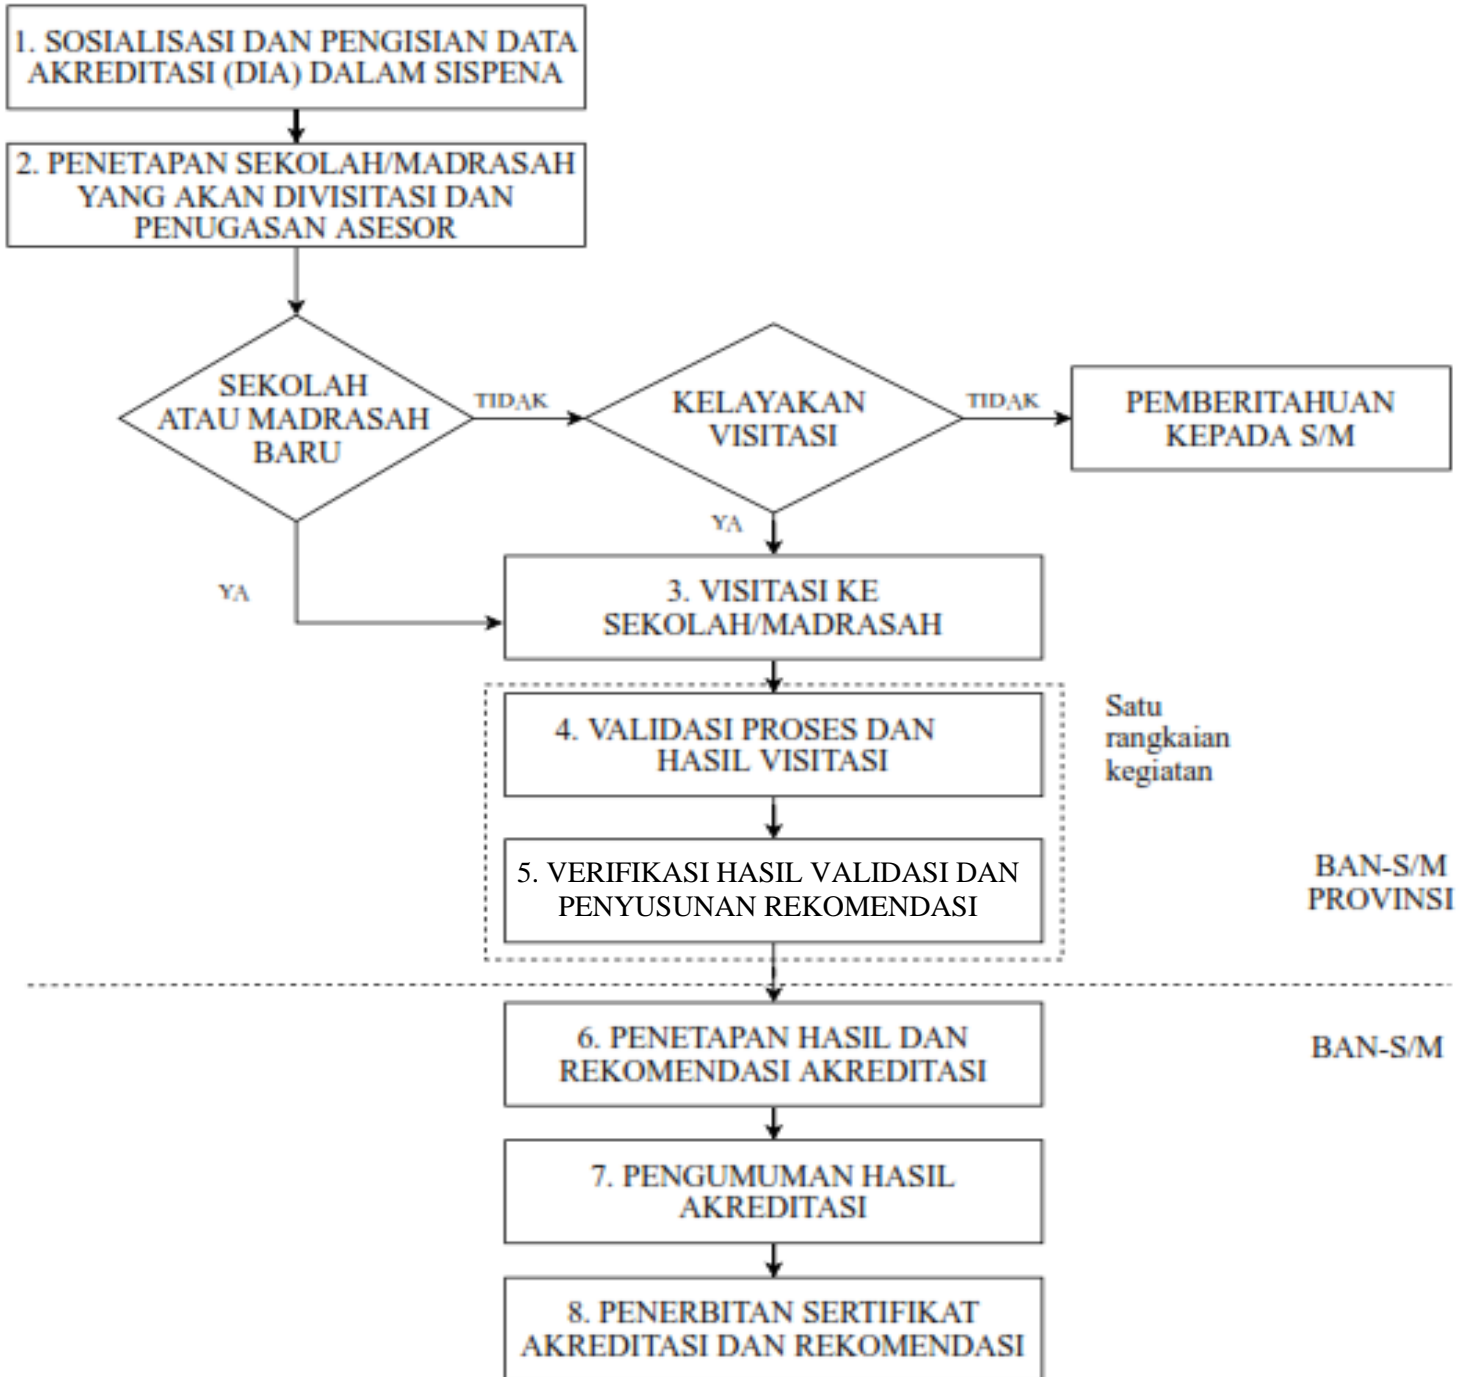 1. SOSIALISASI DAN PENGISIAN DATA
AKREDITASI (DIA) DALAM SISPENA
2. PENETAPAN SEKOLAH/MADRASAH
YANG AKAN DIVISITASI DAN
PENUGASAN ASESOR
SEKOLAH
ATAU MADRASAH
BARU
TIDAK
KELAYAKAN
VISITASI
TIDAK
PEMBERITAHUAN
KEPADA S/M
YA
YA
3. VISITASI KE
SEKOLAH/MADRASAH
4. VALIDASI PROSES DAN
HASIL VISITASI
Satu
rangkaian
kegiatan
5. VERIFIKASI HASIL VALIDASI DAN
PENYUSUNAN REKOMENDASI
BAN-S/M
PROVINSI
6. PENETAPAN HASIL DAN
REKOMENDASI AKREDITASI
BAN-S/M
7. PENGUMUMAN HASIL
AKREDITASI
8. PENERBITAN SERTIFIKAT
AKREDITASI DAN REKOMENDASI